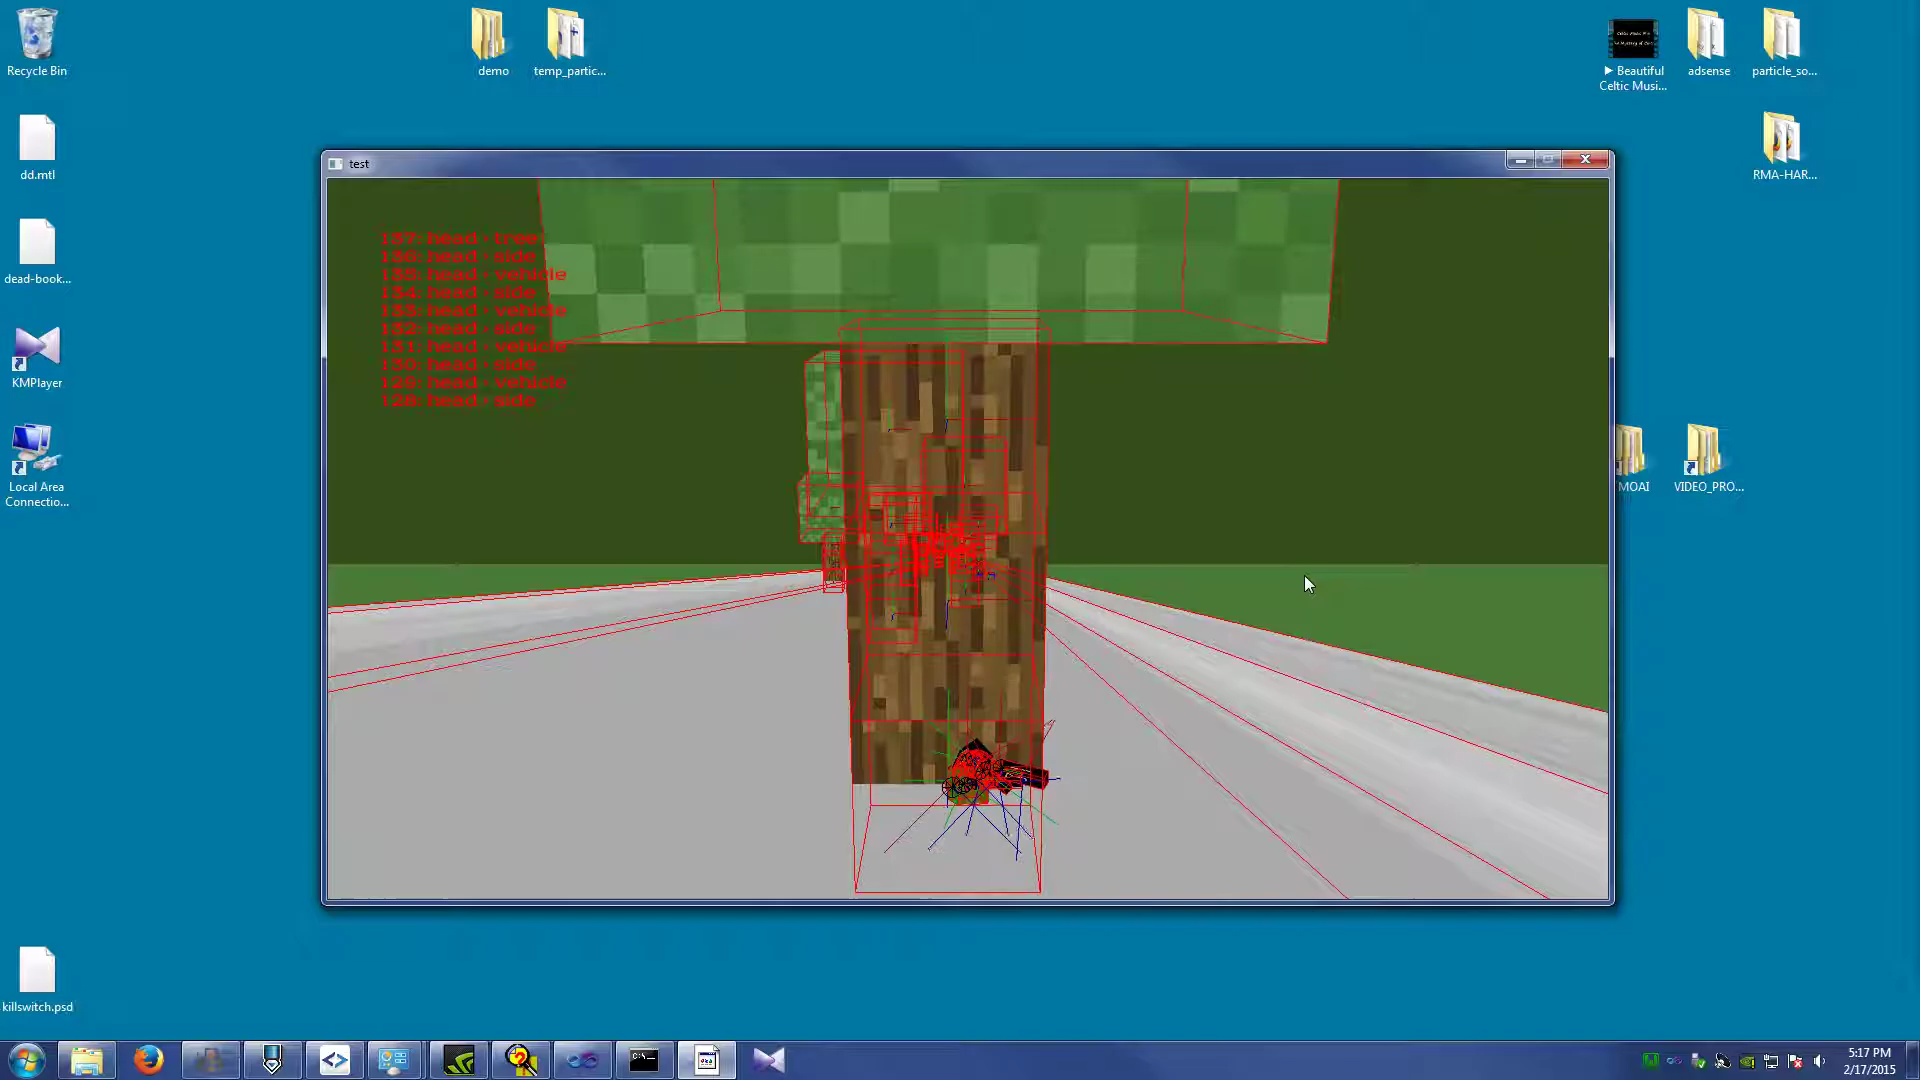 Recycle Bin
demo
temp_partic...
▶ Beautiful
Celtic Musi...
adsense
particle_so...
dd.mtl
RMA-HAR...
test
137: head - tree
136: head - side
135: head - vehicle
134: head - side
133: head - vehicle
132: head - side
131: head - vehicle
130: head - side
129: head - vehicle
128: head - side
dead-book...
KMPlayer
Local Area
Connectio...
MOAI
VIDEO_PRO...
killswitch.psd
5:17 PM
2/17/2015